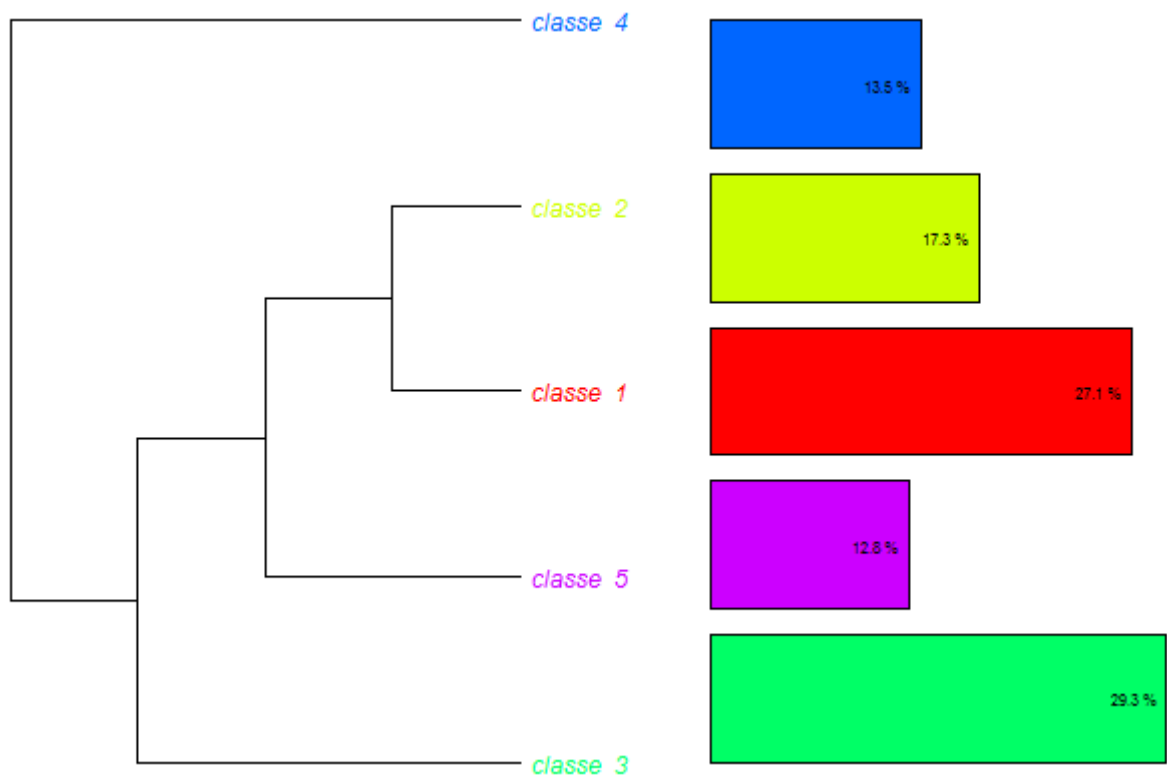 classe 4
13.5 %
classe 2
17.3 %
classe 1
27.1 %
classe 5
12.8 %
classe 3
29.3 %